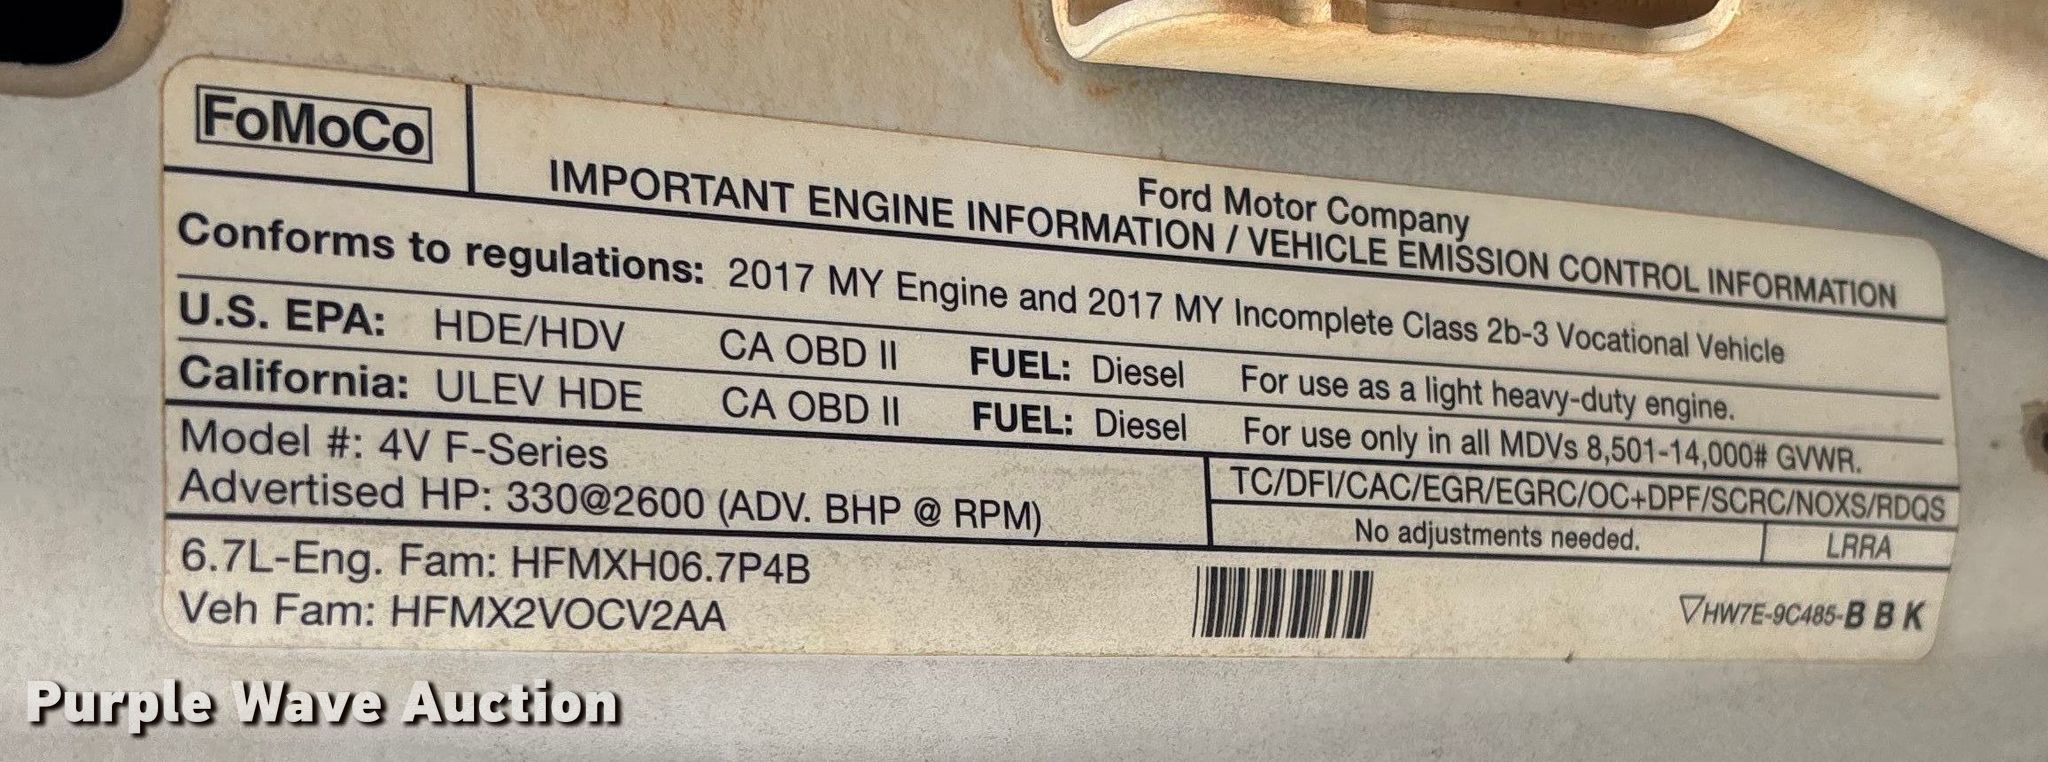 FoMoCo
Ford Motor Company
IMPORTANT ENGINE INFORMATION / VEHICLE EMISSION CONTROL INFORMATION
Conforms to regulations: 2017 MY Engine and 2017 MY Incomplete Class 2b-3 Vocational Vehicle
U.S. EPA: HDE/HDV CA OBD II FUEL: Diesel For use as a light heavy-duty engine.
California: ULEV HDE CA OBD II FUEL: Diesel For use only in all MDVs 8,501-14,000# GVWR.
Model #: 4V F-Series
Advertised HP: 330@2600 (ADV. BHP @ RPM)
TC/DFI/CAC/EGR/EGRC/OC+DPF/SCRC/NOXS/RDQS
No adjustments needed. LRRA
6.7L-Eng. Fam: HFMXH06.7P4B
Veh Fam: HFMX2VOCV2AA
▽HW7E-9C485-B B K
Purple Wave Auction